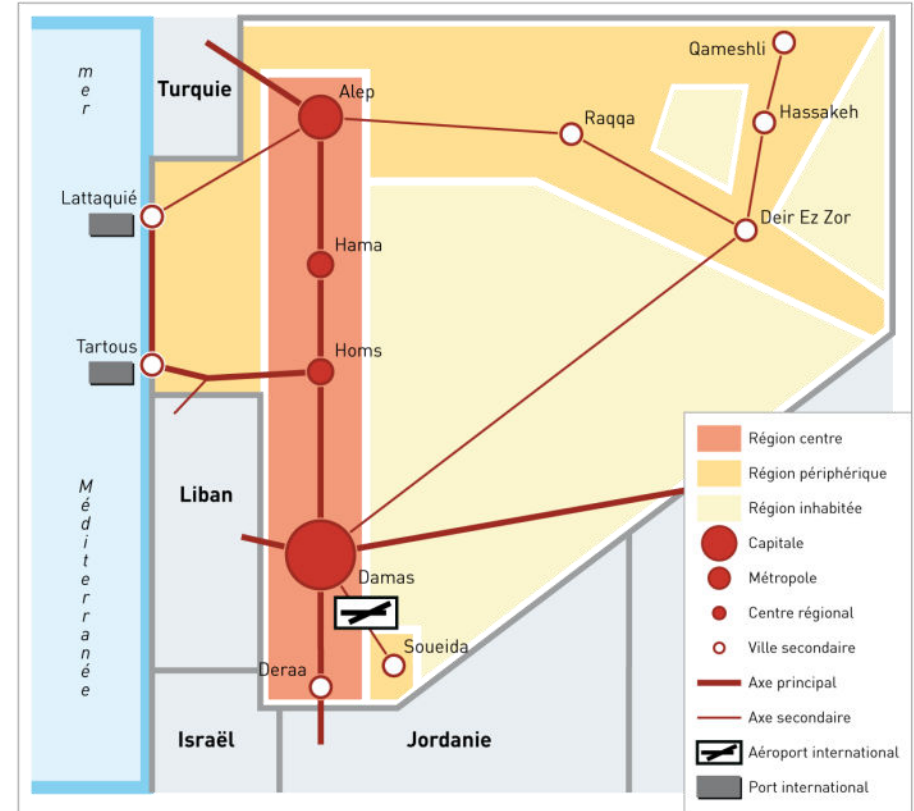 mer
Turquie
Alep
Qameshli
Hassakeh
Raqqa
Lattaquié
Deir Ez Zor
Hama
Tartous
Homs
Méditerranée
Liban
Damas
Soueida
Deraa
Israël
Jordanie
Région centre
Région périphérique
Région inhabitée
Capitale
Métropole
Centre régional
Ville secondaire
Axe principal
Axe secondaire
Aéroport international
Port international